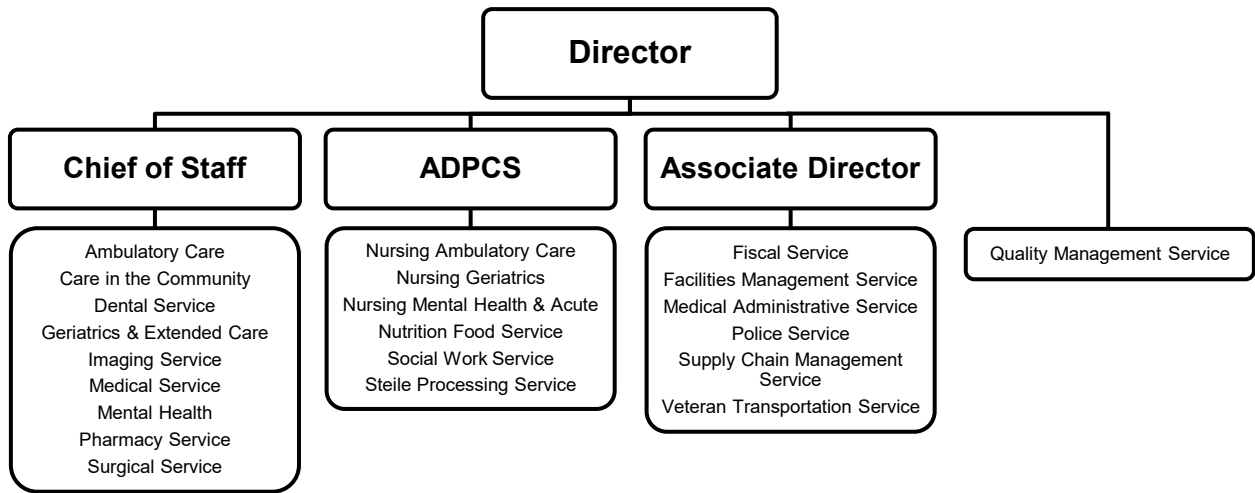 Director
Chief of Staff
ADPCS
Associate Director
Ambulatory Care
Care in the Community
Dental Service
Geriatrics & Extended Care
Imaging Service
Medical Service
Mental Health
Pharmacy Service
Surgical Service
Nursing Ambulatory Care
Nursing Geriatrics
Nursing Mental Health & Acute
Nutrition Food Service
Social Work Service
Steile Processing Service
Fiscal Service
Facilities Management Service
Medical Administrative Service
Police Service
Supply Chain Management
Service
Veteran Transportation Service
Quality Management Service